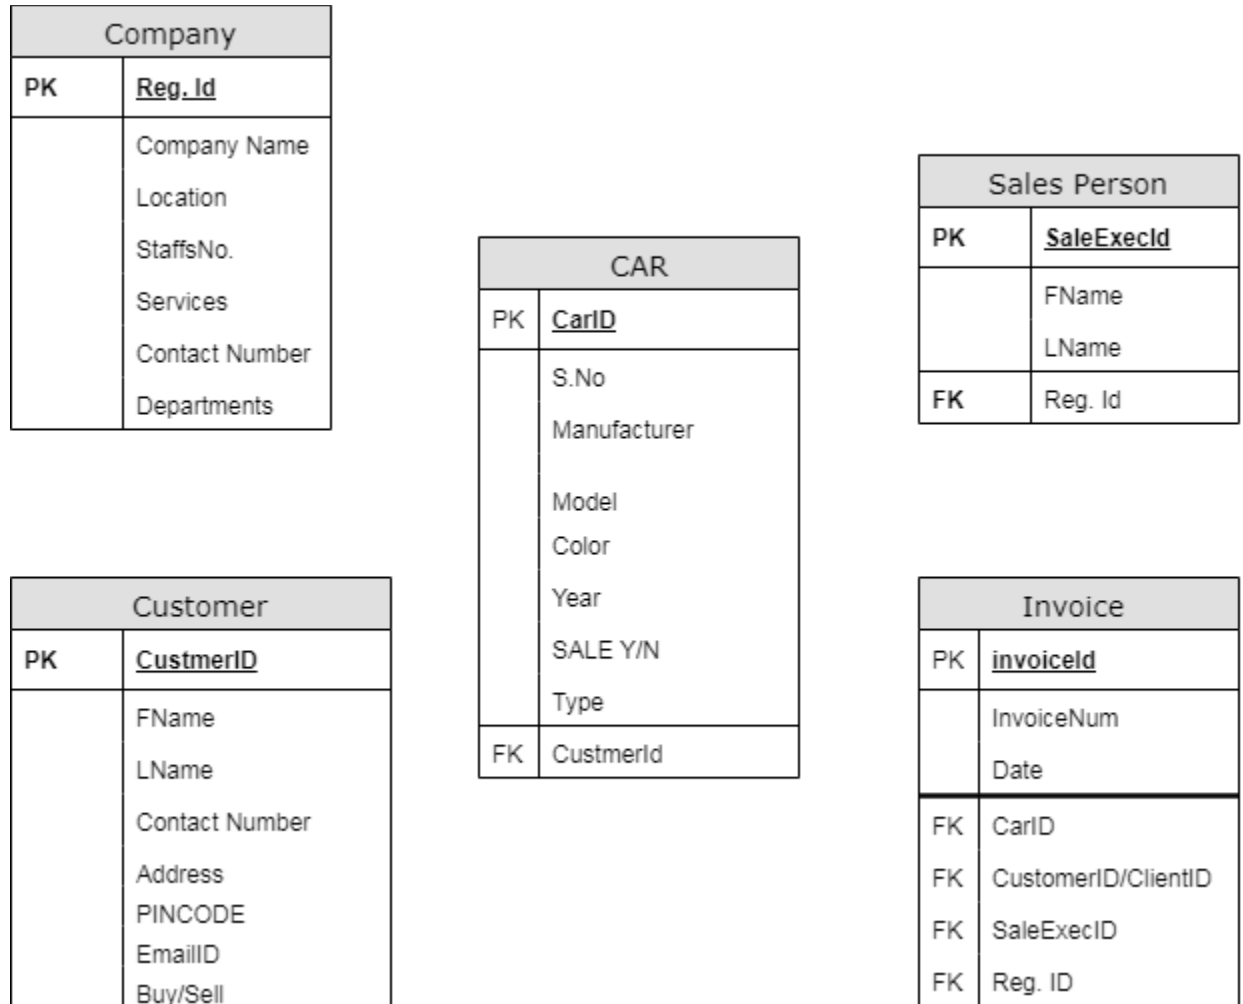 Company
PK Reg. Id
Company Name
Location
StaffsNo.
Services
Contact Number
Departments
CAR
PK CarID
S.No
Manufacturer
Model
Color
Year
SALE Y/N
Type
FK CustmerId
Sales Person
PK SaleExecId
FName
LName
FK Reg. Id
Customer
PK CustmerID
FName
LName
Contact Number
Address
PINCODE
EmailID
Buy/Sell
Invoice
PK invoiceId
InvoiceNum
Date
FK CarID
FK CustomerID/ClientID
FK SaleExecID
FK Reg. ID